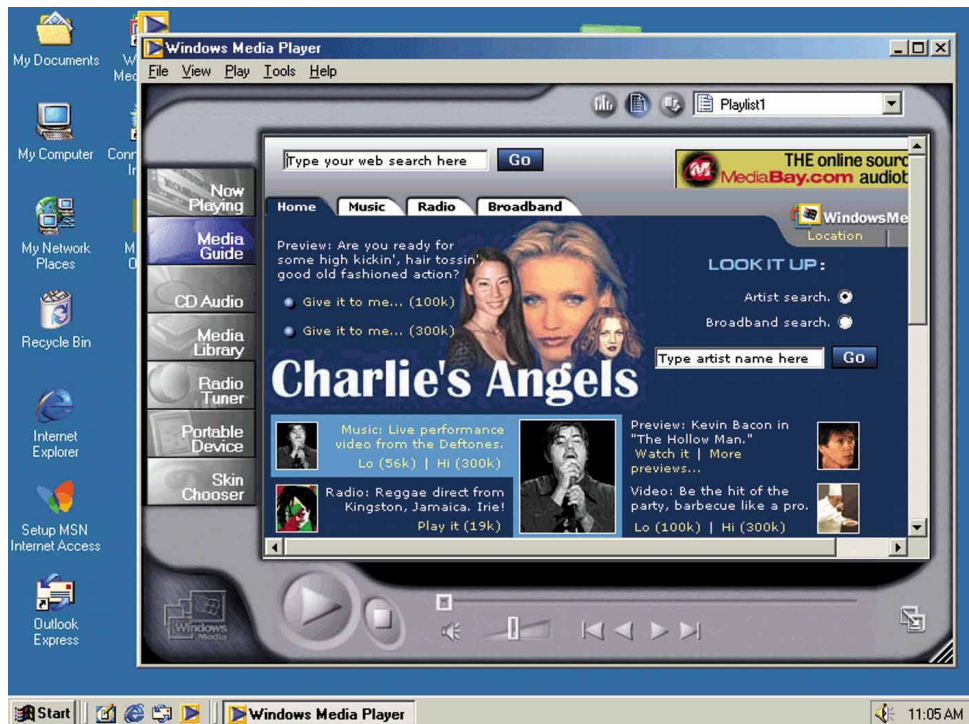 My Documents
My Computer
My Network
Places
Recycle Bin
Internet
Explorer
Setup MSN
Internet Access
Outlook
Express
Windows Media Player
File View Play Tools Help
Playlist1
Type your web search here Go
THE online sourc
MediaBay.com audiob
Now
Playing
Media
Guide
CD Audio
Media
Library
Radio
Tuner
Portable
Device
Skin
Chooser
Home Music Radio Broadband
WindowsMe
Location
Preview: Are you ready for
some high kickin', hair tossin',
good old fashioned action?
Give it to me... (100k)
Give it to me... (300k)
Charlie's Angels
LOOK IT UP:
Artist search.
Broadband search.
Type artist name here Go
Music: Live performance
video from the Deftones.
Lo (56k) | Hi (300k)
Radio: Reggae direct from
Kingston, Jamaica. Irie!
Play it (19k)
Preview: Kevin Bacon in
"The Hollow Man."
Watch it | More
previews...
Video: Be the hit of the
party, barbecue like a pro.
Lo (100k) | Hi (300k)
Windows
Media
Start
Windows Media Player
11:05 AM